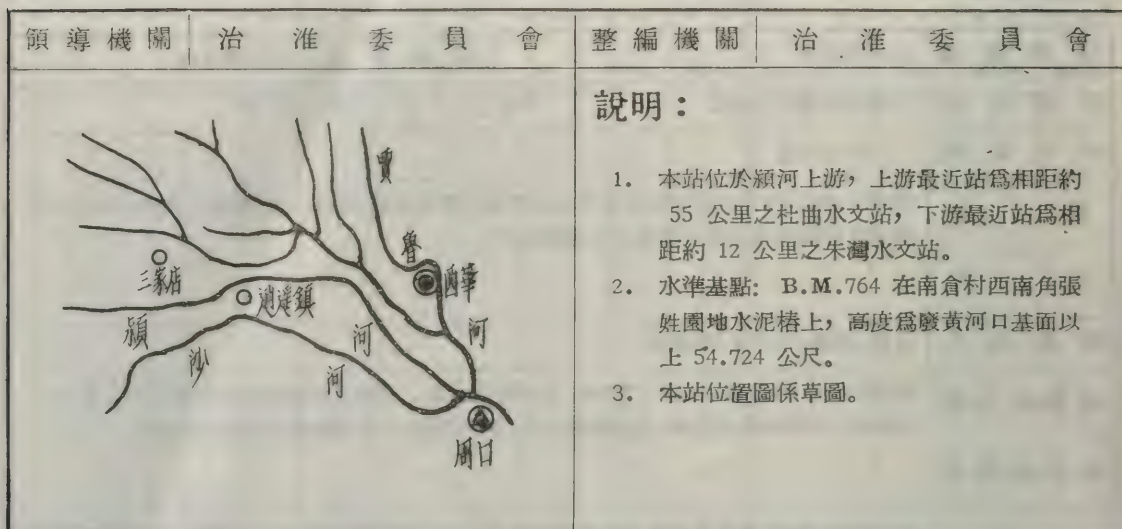 領導機關 治淮委員會 整編機關 治淮委員會
說明：
1. 本站位於潁河上游，上游最近站爲相距約
55 公里之杜曲水文站，下游最近站爲相
距約 12 公里之朱灣水文站。
2. 水準基點: B.M.764 在南倉村西南角張
姓園地水泥樁上，高度爲廢黃河口基面以
上 54.724 公尺。
3. 本站位置圖係草圖。
賈
魯
河
西華
三家店
逍遙鎮
潁
河
沙
河
周口